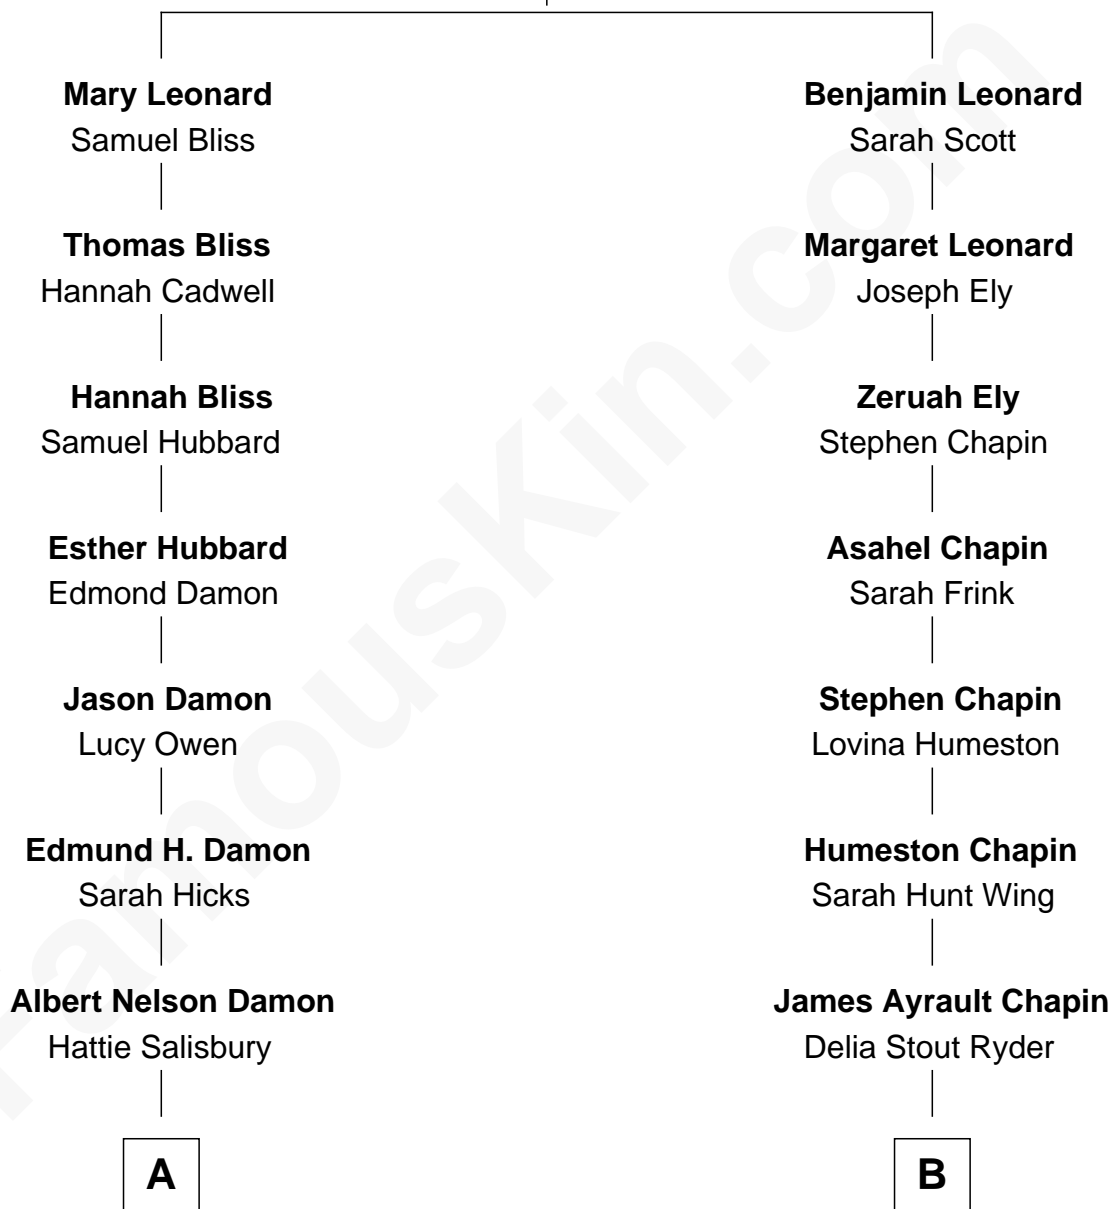 Mary Leonard
Samuel Bliss
Thomas Bliss
Hannah Cadwell
Hannah Bliss
Samuel Hubbard
Esther Hubbard
Edmond Damon
Jason Damon
Lucy Owen
Edmund H. Damon
Sarah Hicks
Albert Nelson Damon
Hattie Salisbury
A
Benjamin Leonard
Sarah Scott
Margaret Leonard
Joseph Ely
Zeruah Ely
Stephen Chapin
Asahel Chapin
Sarah Frink
Stephen Chapin
Lovina Humeston
Humeston Chapin
Sarah Hunt Wing
James Ayrault Chapin
Delia Stout Ryder
B
FamousKin.com